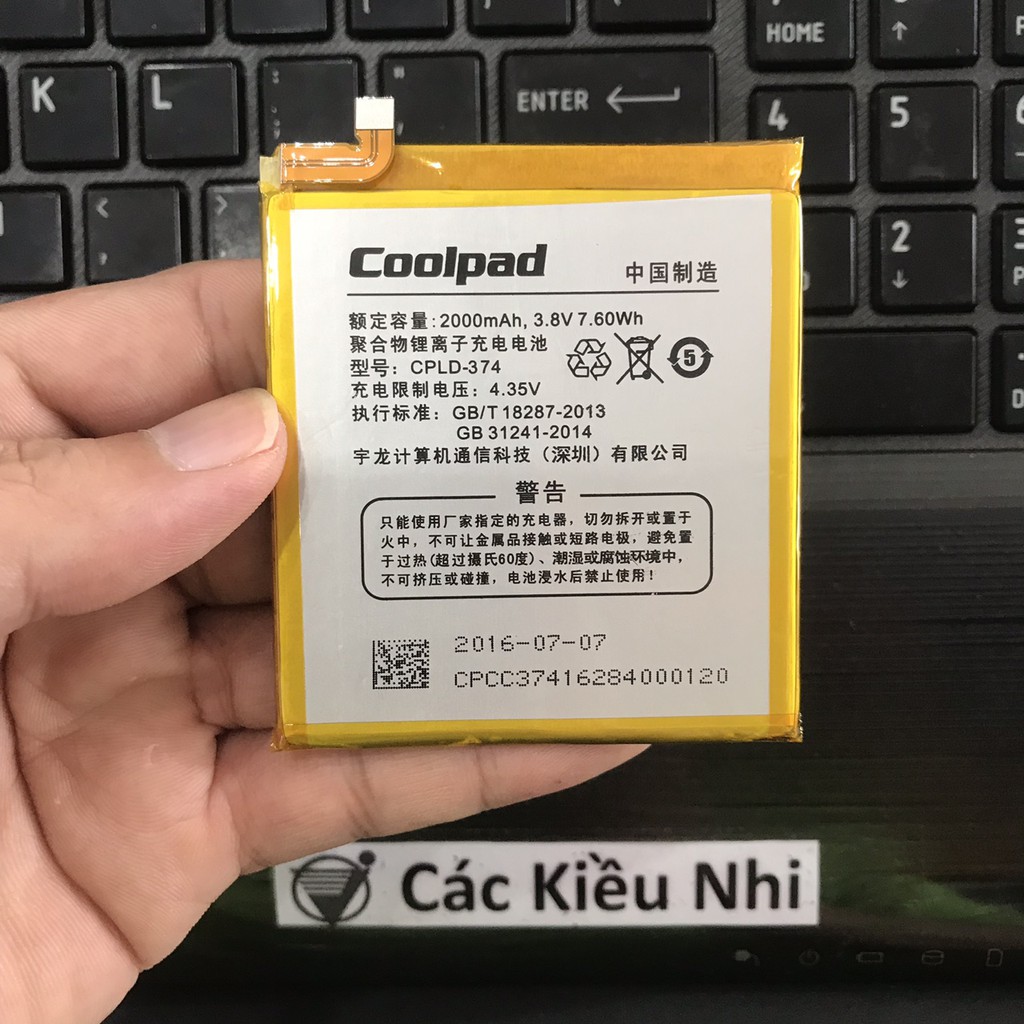 HOME
↑
K
L
"
ENTER ←
4
5
6
<
>
2
↓
3
Coolpad
中国制造
额定容量: 2000mAh, 3.8V 7.60Wh
聚合物锂离子充电电池
型号: CPLD-374
5
充电限制电压: 4.35V
执行标准: GB/T 18287-2013
GB 31241-2014
宇龙计算机通信科技（深圳）有限公司
警告
只能使用厂家指定的充电器，切勿拆开或置于
火中，不可让金属品接触或短路电极，避免置
于过热(超过摄氏60度)、潮湿或腐蚀环境中，
不可挤压或碰撞，电池浸水后禁止使用！
2016-07-07
CPCC37416284000120
Các Kiều Nhi